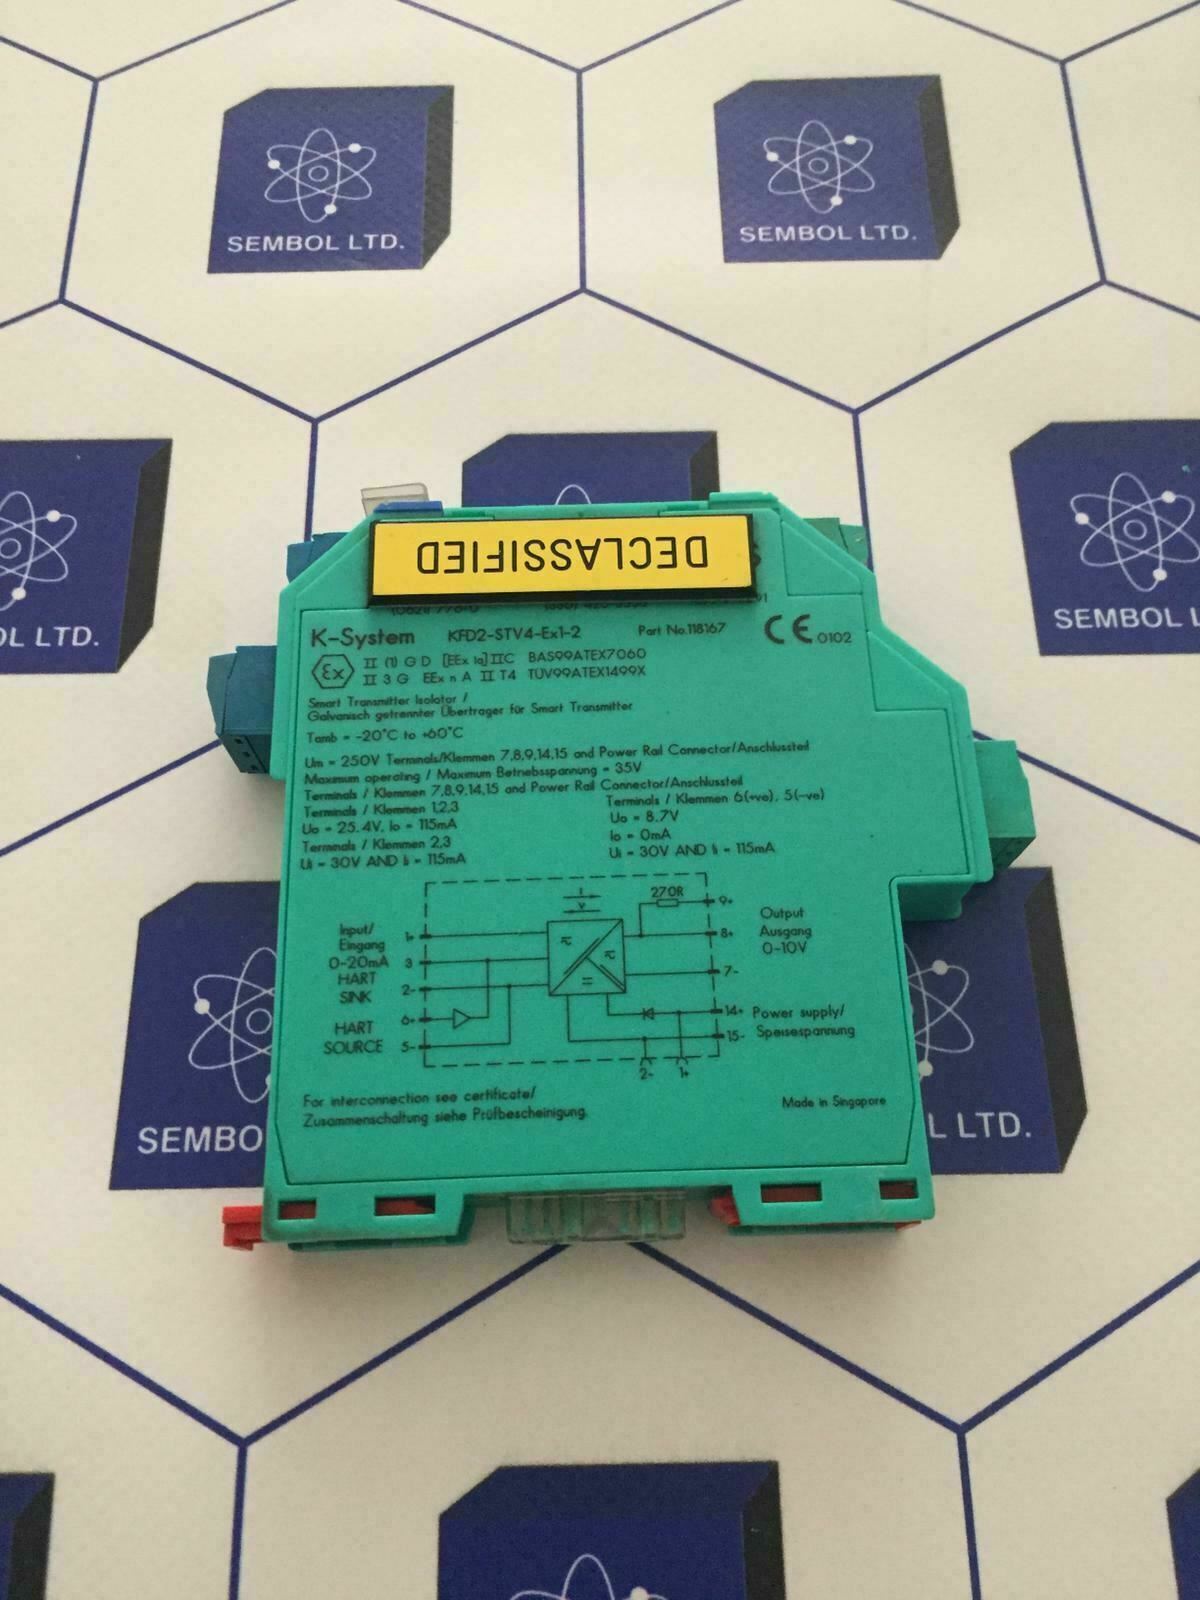 SEMBOL LTD.
SEMBOL LTD.
OL LTD.
SEMBOL LTD
DECLASSIFIED
K-System KFD2-STV4-Ex1-2 Part No.118167 CE 0102
Ex II (1) G D [EEx ia] IIC BAS99ATEX7060
II 3 G EEx n A II T4 TÜV99ATEX1499X
Smart Transmitter Isolator /
Galvanisch getrennter Übertrager für Smart Transmitter
Tamb = -20°C to +60°C
Um = 250V Terminals/Klemmen 7,8,9,14,15 and Power Rail Connector/Anschlussteil
Maximum operating / Maximum Betriebsspannung = 35V
Terminals / Klemmen 7,8,9,14,15 and Power Rail Connector/Anschlussteil
Terminals / Klemmen 1,2,3
Uo = 25.4V, Io = 115mA
Terminals / Klemmen 2,3
Ui = 30V AND Ii = 115mA
Terminals / Klemmen 6(+ve), 5(-ve)
Uo = 8.7V
Io = 0mA
Ui = 30V AND Ii = 115mA
Input/
Eingang
0-20mA
HART
SINK
HART
SOURCE
1+
3
2-
6+
5-
I
V
270R
9+
8+
7-
14+
15-
2- 1+
Output
Ausgang
0-10V
Power supply/
Speisespannung
For interconnection see certificate/
Zusammenschaltung siehe Prüfbescheinigung.
Made in Singapore
SEMBO
L LTD.